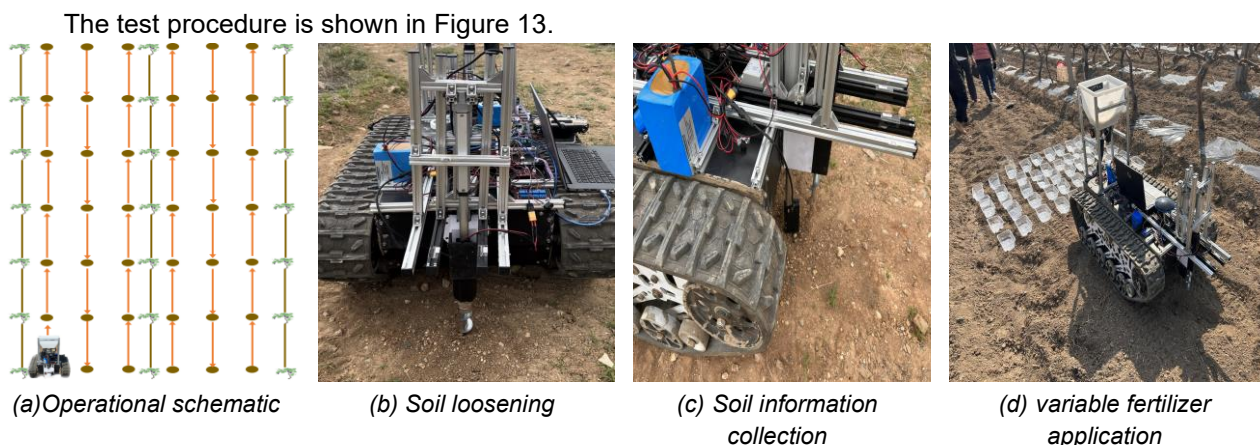 The test procedure is shown in Figure 13.
(a)Operational schematic
(b) Soil loosening
(c) Soil information
collection
(d) variable fertilizer
application